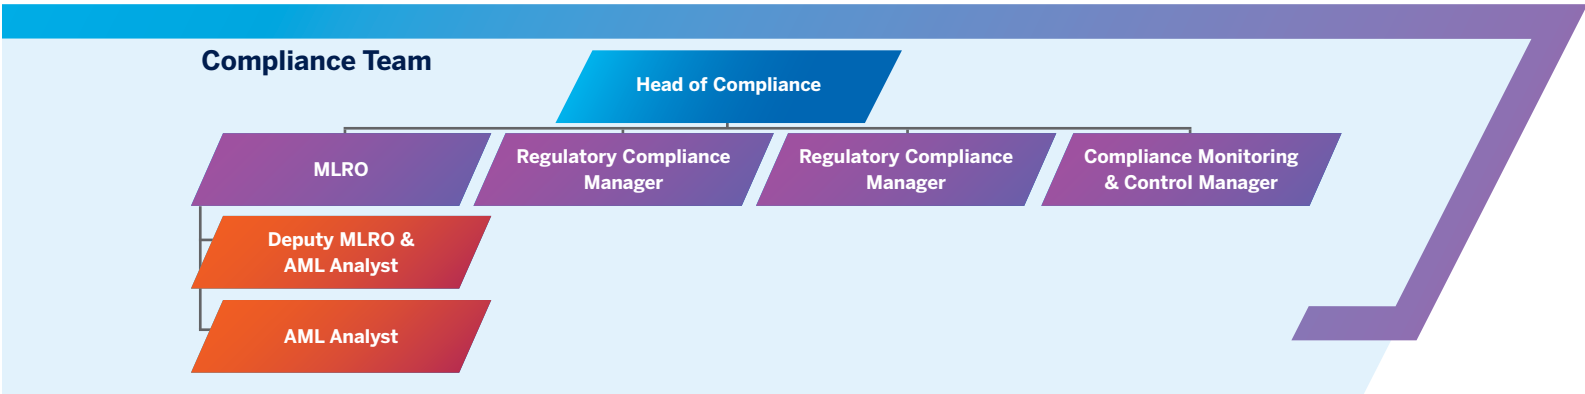 Compliance Team
Head of Compliance
MLRO
Regulatory Compliance
Manager
Regulatory Compliance
Manager
Compliance Monitoring
& Control Manager
Deputy MLRO &
AML Analyst
AML Analyst